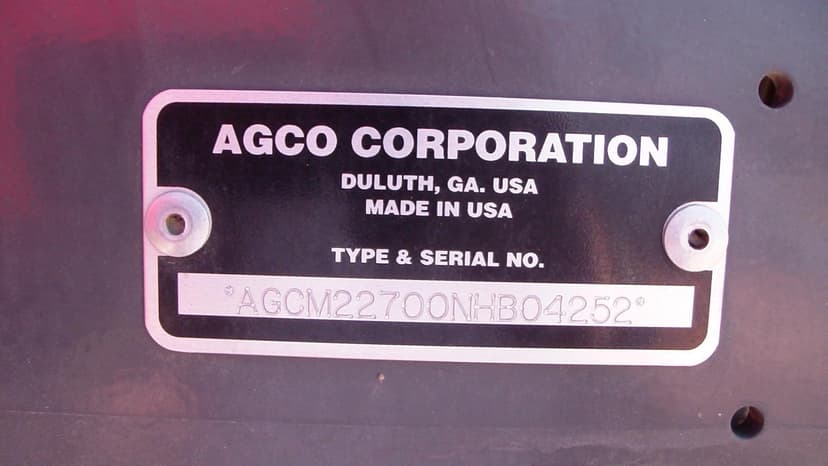 AGCO CORPORATION
DULUTH, GA. USA
MADE IN USA
TYPE & SERIAL NO.
*AGCM22700NHB04252*